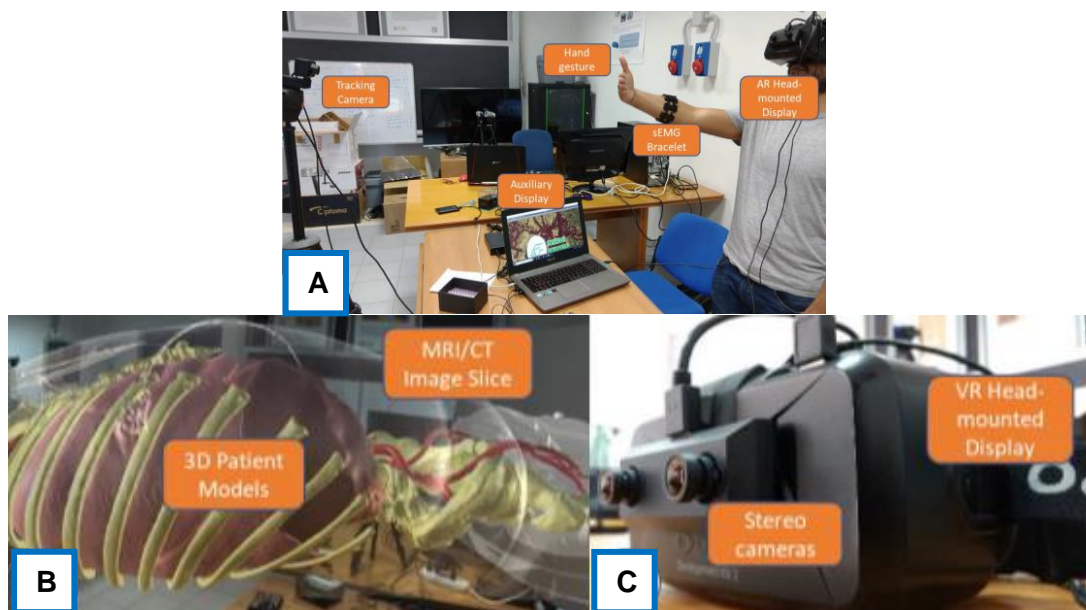 Hand
gesture
Tracking
Camera
AR Head-
mounted
Display
sEMG
Bracelet
Auxiliary
Display
A
MRI/CT
Image Slice
3D Patient
Models
B
VR Head-
mounted
Display
Stereo
cameras
C